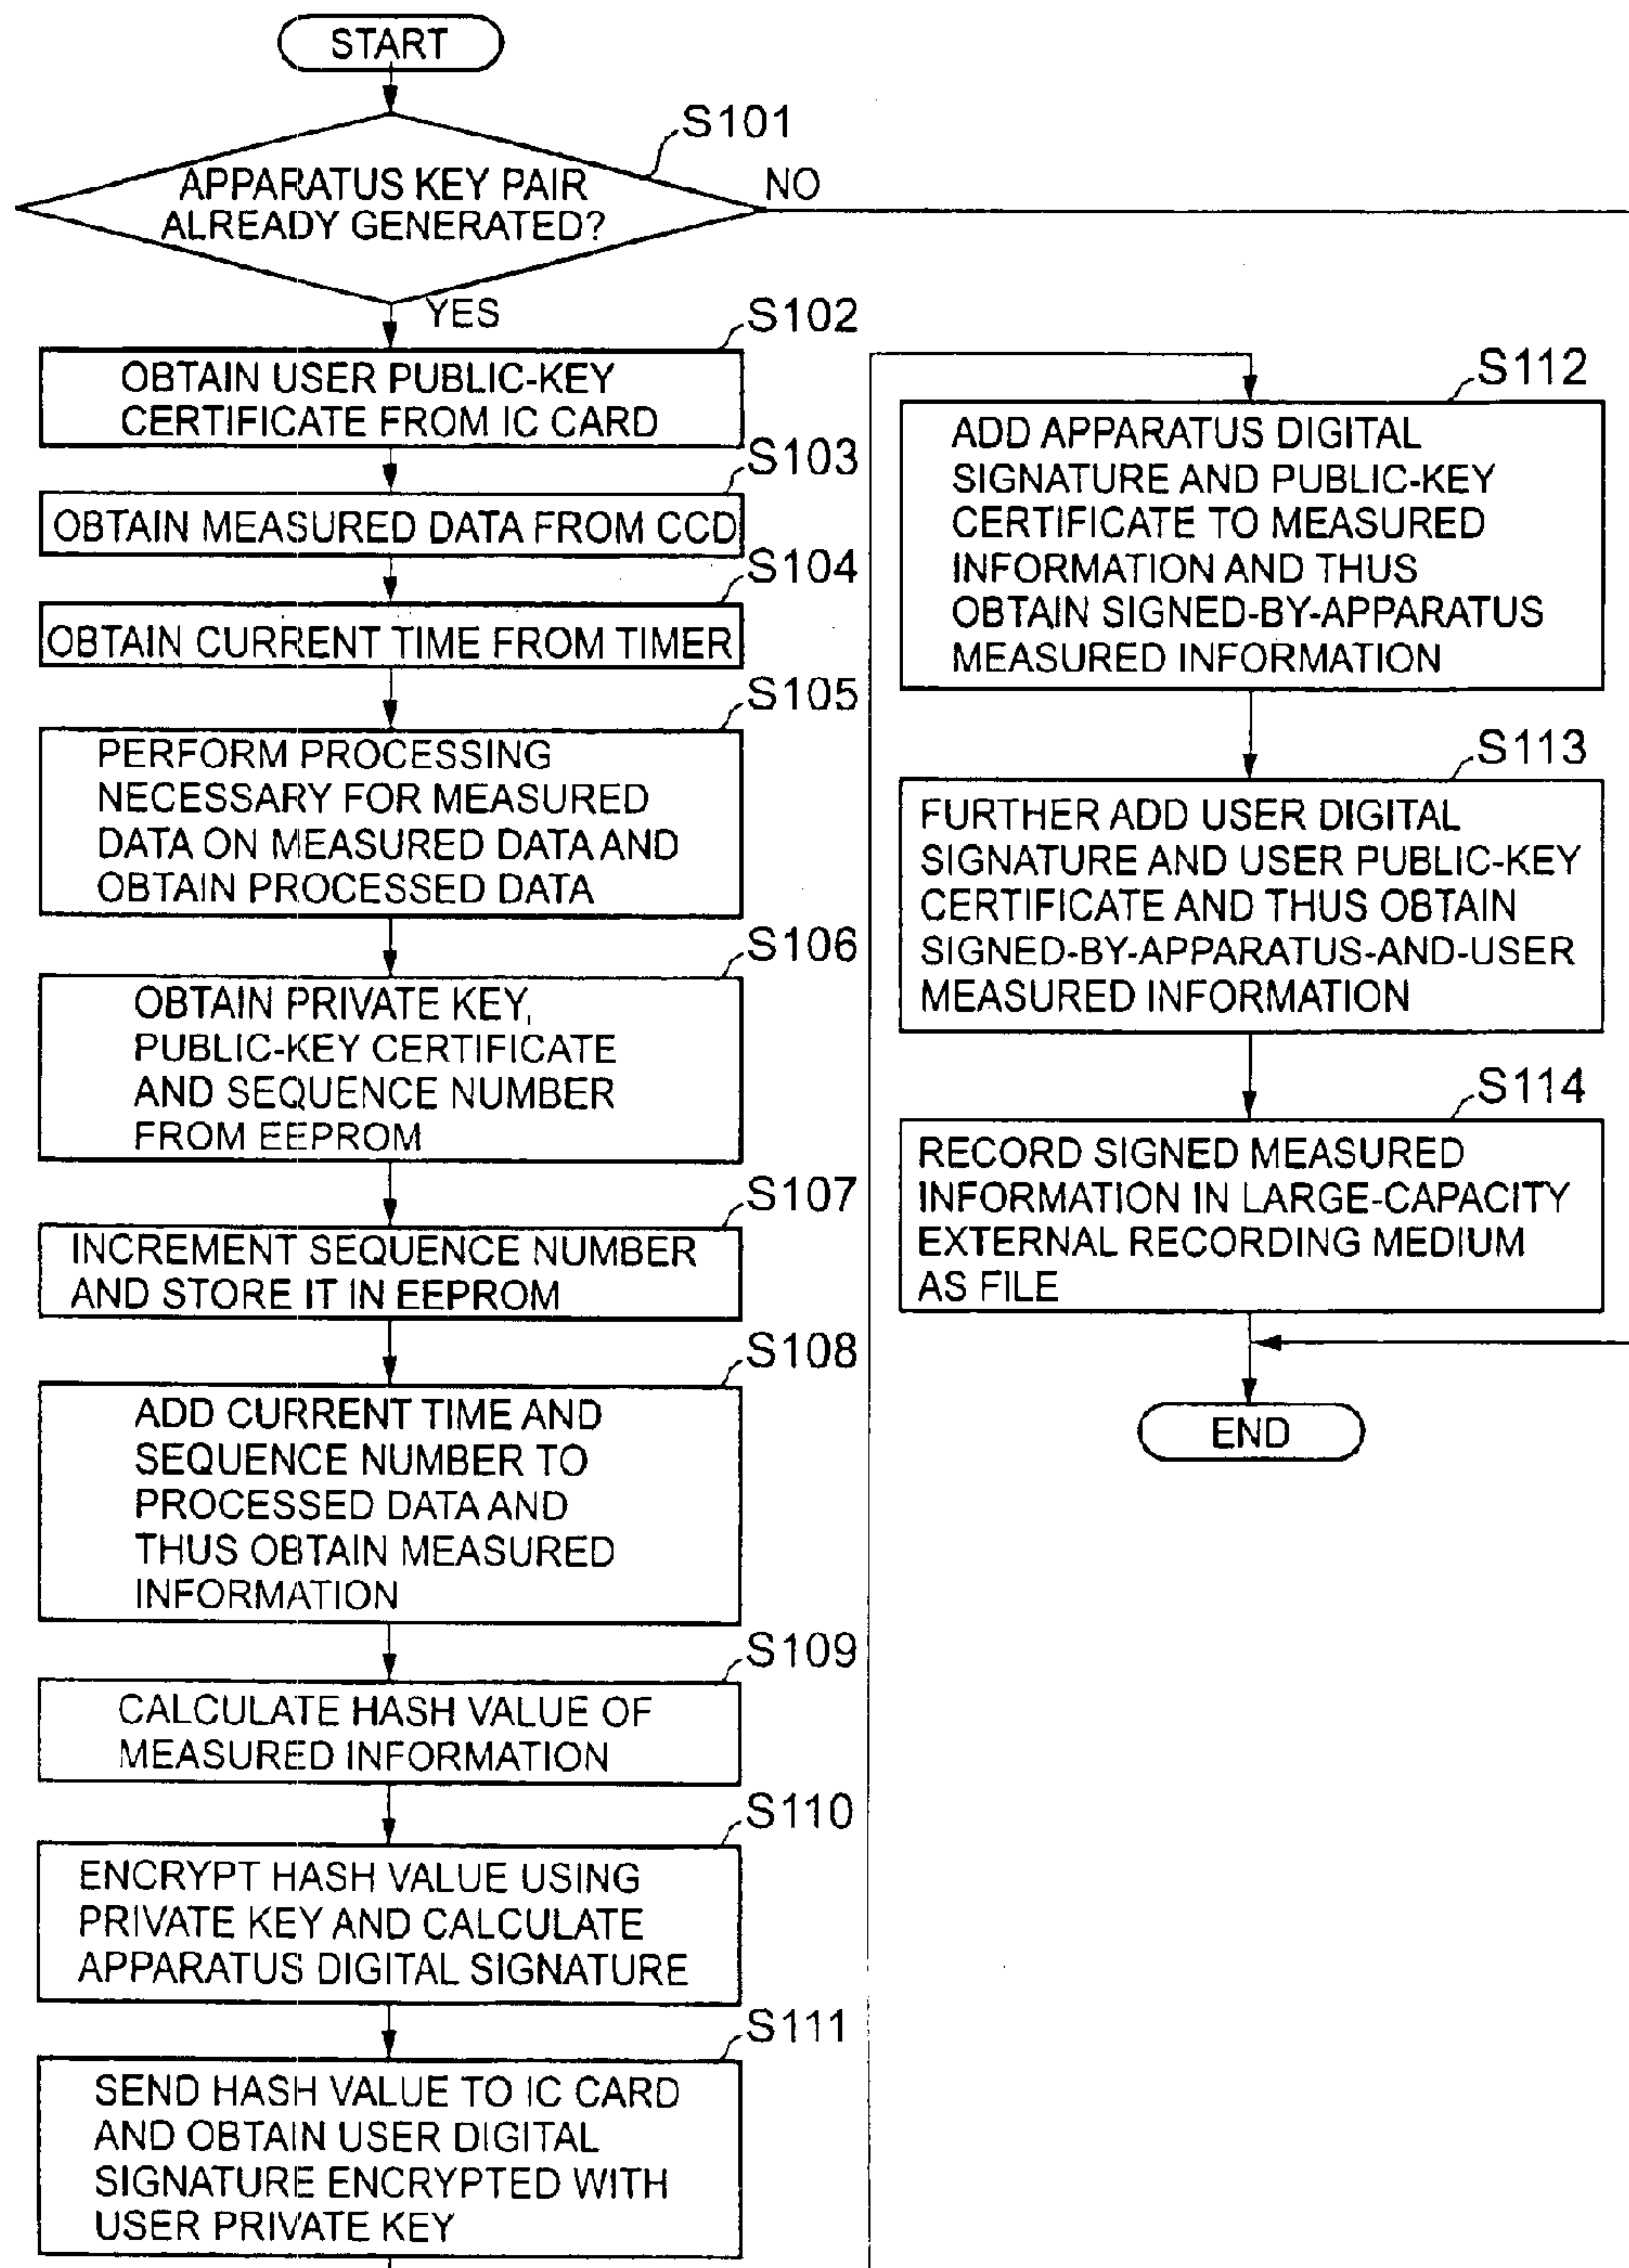 START
S101
APPARATUS KEY PAIR
ALREADY GENERATED?
NO
YES
S102
OBTAIN USER PUBLIC-KEY
CERTIFICATE FROM IC CARD
S103
OBTAIN MEASURED DATA FROM CCD
S104
OBTAIN CURRENT TIME FROM TIMER
S105
PERFORM PROCESSING
NECESSARY FOR MEASURED
DATA ON MEASURED DATA AND
OBTAIN PROCESSED DATA
S106
OBTAIN PRIVATE KEY,
PUBLIC-KEY CERTIFICATE
AND SEQUENCE NUMBER
FROM EEPROM
S107
INCREMENT SEQUENCE NUMBER
AND STORE IT IN EEPROM
S108
ADD CURRENT TIME AND
SEQUENCE NUMBER TO
PROCESSED DATA AND
THUS OBTAIN MEASURED
INFORMATION
S109
CALCULATE HASH VALUE OF
MEASURED INFORMATION
S110
ENCRYPT HASH VALUE USING
PRIVATE KEY AND CALCULATE
APPARATUS DIGITAL SIGNATURE
S111
SEND HASH VALUE TO IC CARD
AND OBTAIN USER DIGITAL
SIGNATURE ENCRYPTED WITH
USER PRIVATE KEY
S112
ADD APPARATUS DIGITAL
SIGNATURE AND PUBLIC-KEY
CERTIFICATE TO MEASURED
INFORMATION AND THUS
OBTAIN SIGNED-BY-APPARATUS
MEASURED INFORMATION
S113
FURTHER ADD USER DIGITAL
SIGNATURE AND USER PUBLIC-KEY
CERTIFICATE AND THUS OBTAIN
SIGNED-BY-APPARATUS-AND-USER
MEASURED INFORMATION
S114
RECORD SIGNED MEASURED
INFORMATION IN LARGE-CAPACITY
EXTERNAL RECORDING MEDIUM
AS FILE
END